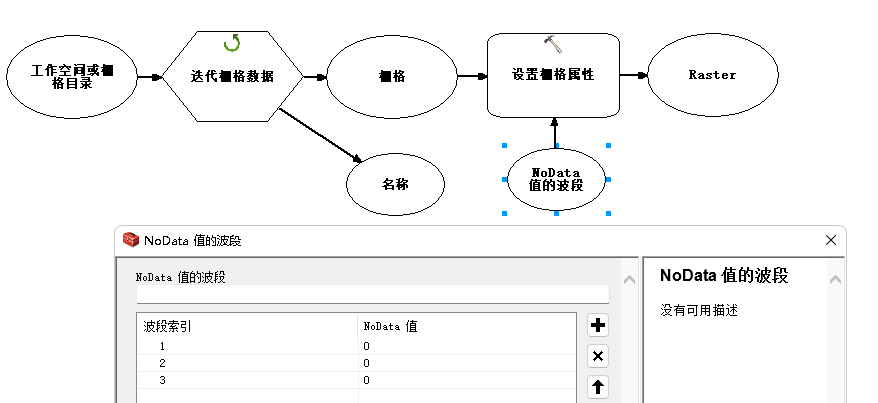 工作空间或栅
格目录
迭代栅格数据
栅格
设置栅格属性
Raster
名称
NoData
值的波段
NoData 值的波段
NoData 值的波段
NoData 值的波段
没有可用描述
波段索引 NoData 值
1 0
2 0
3 0